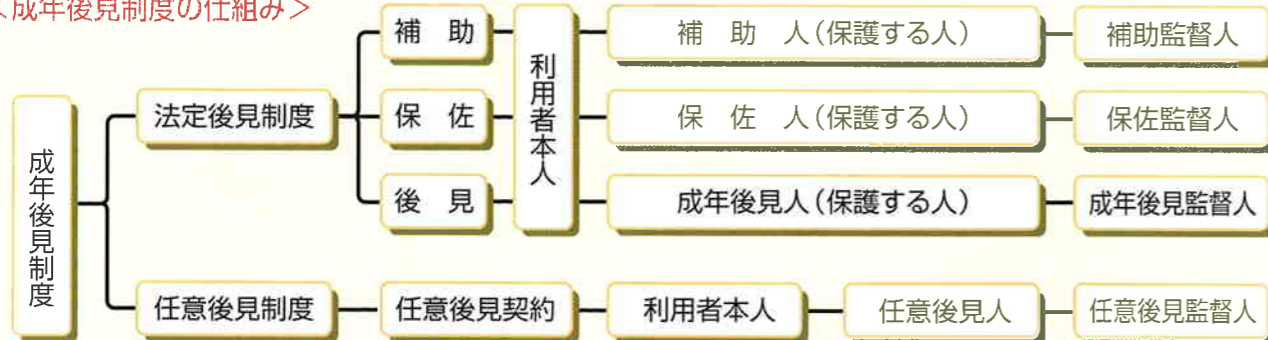 <成年後見制度の仕組み>
成年後見制度
法定後見制度
補 助
利用者本人
補 助 人(保護する人)
補助監督人
保 佐
保 佐 人(保護する人)
保佐監督人
後 見
成年後見人(保護する人)
成年後見監督人
任意後見制度
任意後見契約
利用者本人
任意後見人
任意後見監督人